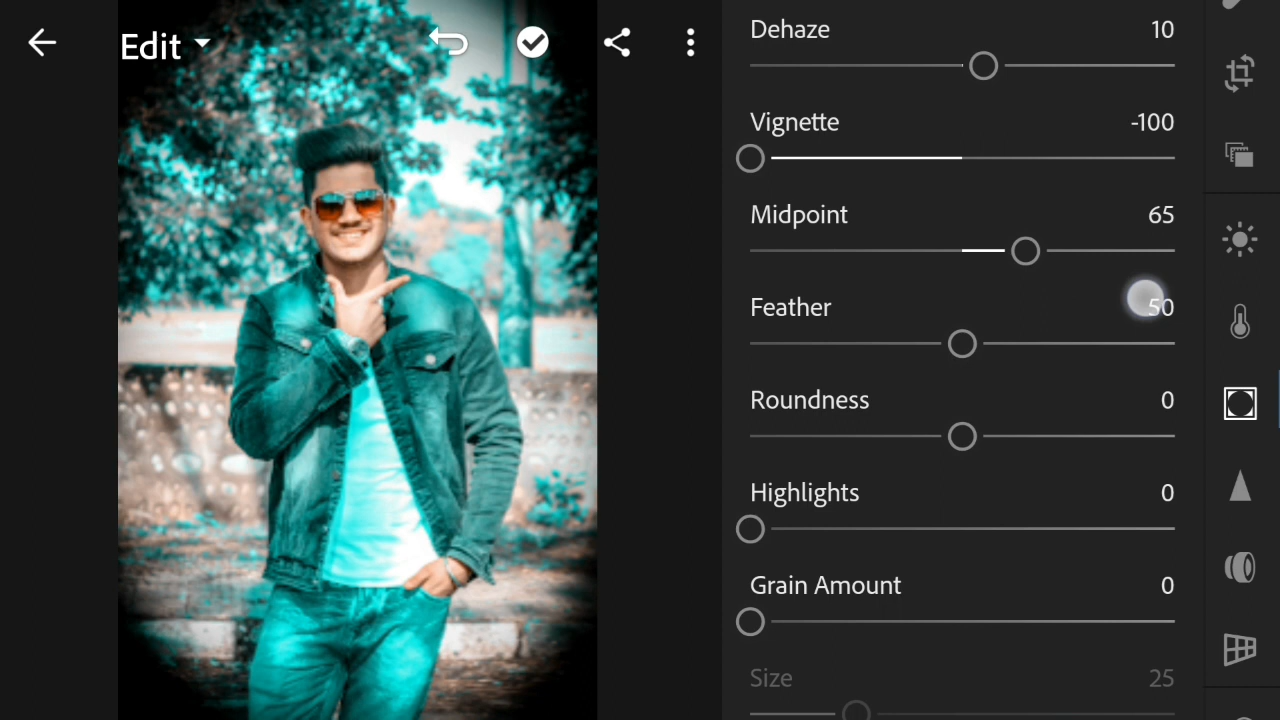 Edit
Dehaze 10
Vignette -100
Midpoint 65
Feather 50
Roundness 0
Highlights 0
Grain Amount 0
Size 25